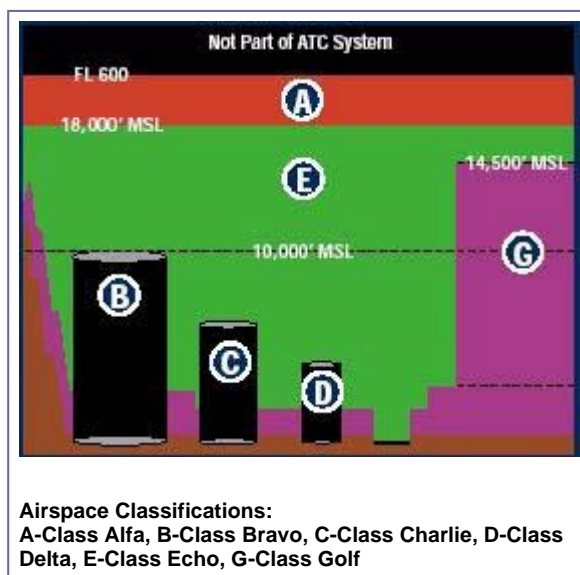 Not Part of ATC System
FL 600
A
18,000' MSL
E
14,500' MSL
10,000' MSL
G
B
C
D
Airspace Classifications:
A-Class Alfa, B-Class Bravo, C-Class Charlie, D-Class
Delta, E-Class Echo, G-Class Golf